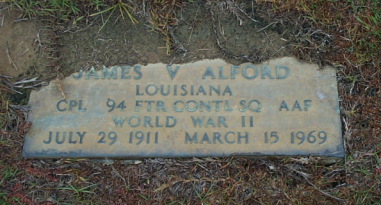 JAMES V ALFORD
LOUISIANA
CPL 94 FTR CONTL SQ AAF
WORLD WAR II
JULY 29 1911 MARCH 15 1969